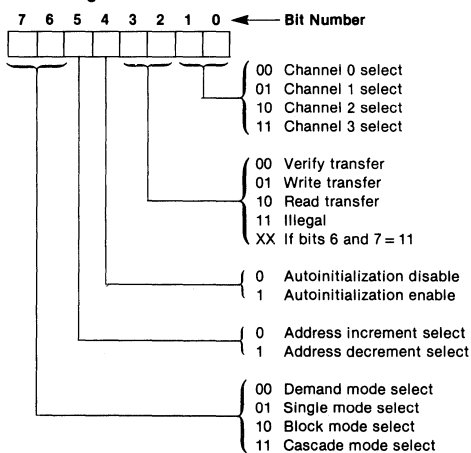 7 6 5 4 3 2 1 0 Bit Number
00 Channel 0 select
01 Channel 1 select
10 Channel 2 select
11 Channel 3 select
00 Verify transfer
01 Write transfer
10 Read transfer
11 Illegal
XX If bits 6 and 7 = 11
0 Autoinitialization disable
1 Autoinitialization enable
0 Address increment select
1 Address decrement select
00 Demand mode select
01 Single mode select
10 Block mode select
11 Cascade mode select